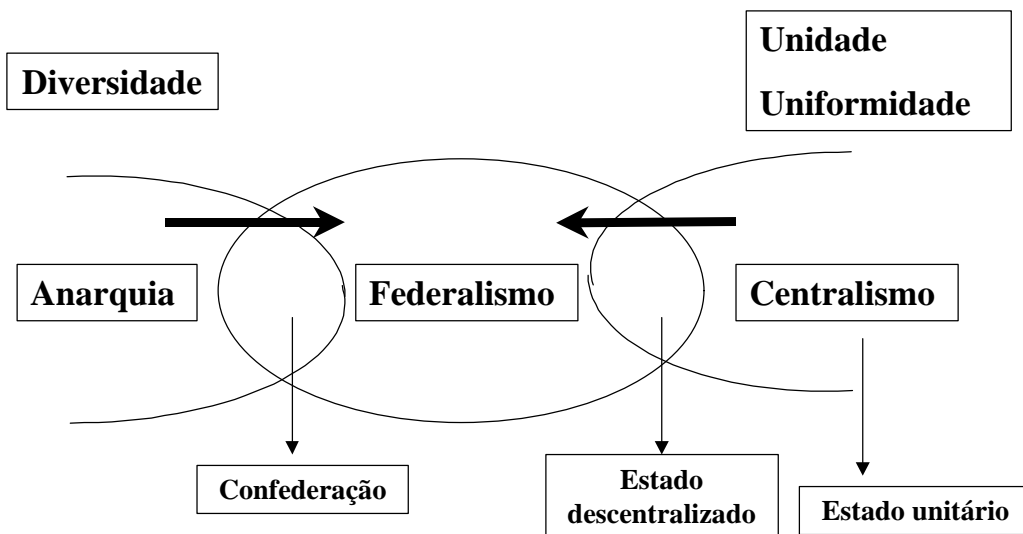 Diversidade
Unidade
Uniformidade
Anarquia
Federalismo
Centralismo
Confederação
Estado
descentralizado
Estado unitário